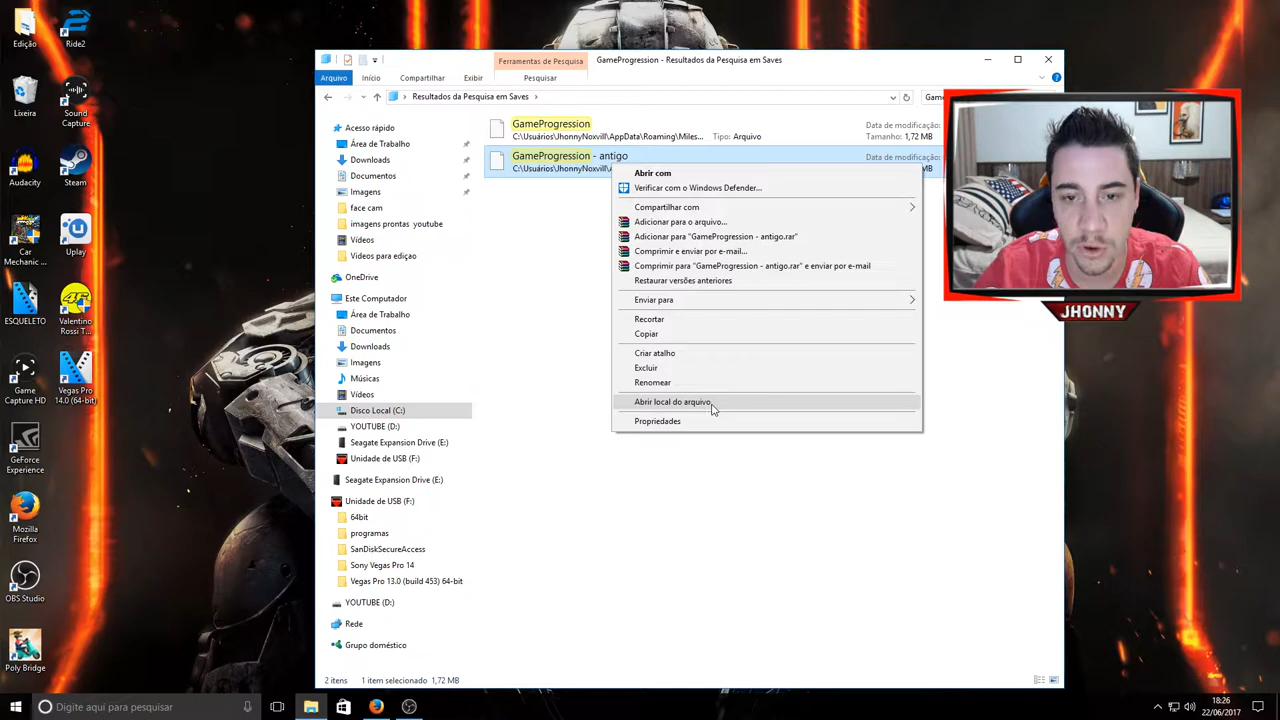 Edição
Ride2
Lixeira
Sound
Capture
Audacity
Steam
Car
Mechanic ...
Uplay
ESQUELETO
Valentino
Rossi T...
Game
Capture HD
Vegas Pro
14.0 (64-bit)
GeForce
Experience
Mozilla
Firefox
OBS Studio
Poly Bridge
Ferramentas de Pesquisa
GameProgression - Resultados da Pesquisa em Saves
Arquivo
Início
Compartilhar
Exibir
Pesquisar
Resultados da Pesquisa em Saves
Gam
Acesso rápido
Área de Trabalho
Downloads
Documentos
Imagens
face cam
imagens prontas youtube
Vídeos
Videos para ediçao
OneDrive
Este Computador
Área de Trabalho
Documentos
Downloads
Imagens
Músicas
Vídeos
Disco Local (C:)
YOUTUBE (D:)
Seagate Expansion Drive (E:)
Unidade de USB (F:)
Seagate Expansion Drive (E:)
Unidade de USB (F:)
64bit
programas
SanDiskSecureAccess
Sony Vegas Pro 14
Vegas Pro 13.0 (build 453) 64-bit
YOUTUBE (D:)
Rede
Grupo doméstico
GameProgression
C:\Usuários\JhonnyNoxvill\AppData\Roaming\Miles...
Tipo: Arquivo
Data de modificação:
Tamanho: 1,72 MB
GameProgression - antigo
C:\Usuários\JhonnyNoxvill\
Data de modificação:
MB
Abrir com
Verificar com o Windows Defender...
Compartilhar com
Adicionar para o arquivo...
Adicionar para "GameProgression - antigo.rar"
Comprimir e enviar por e-mail...
Comprimir para "GameProgression - antigo.rar" e enviar por e-mail
Restaurar versões anteriores
Enviar para
Recortar
Copiar
Criar atalho
Excluir
Renomear
Abrir local do arquivo
Propriedades
JHONNY
2 itens
1 item selecionado 1,72 MB
Digite aqui para pesquisar
18:26
22/06/2017